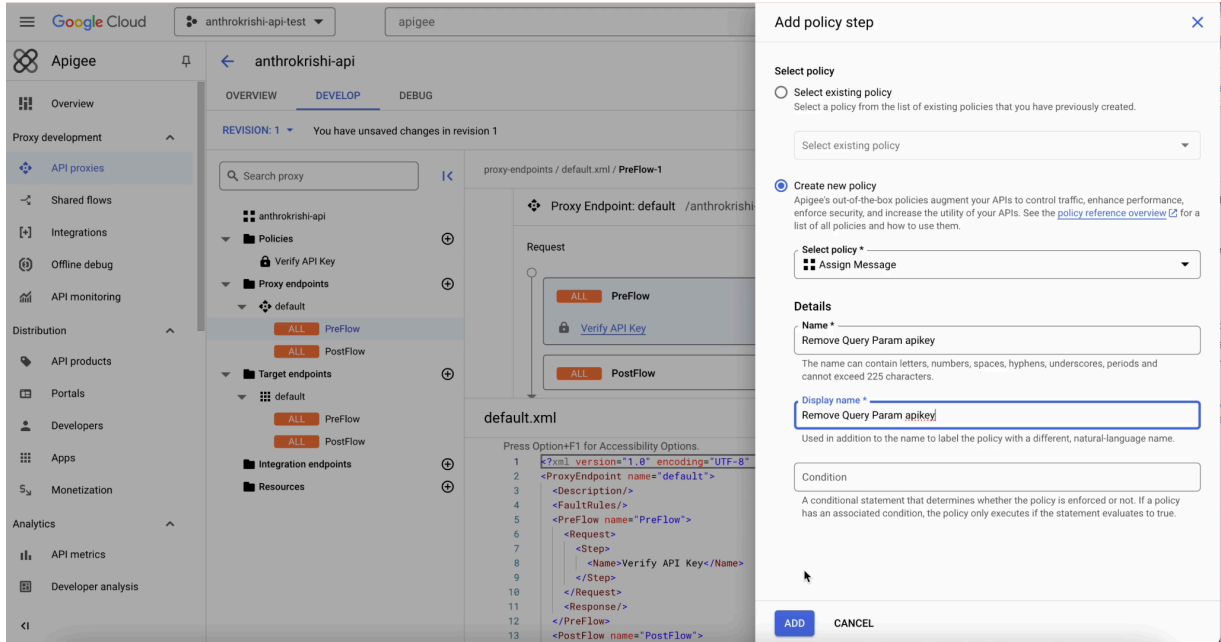 Google Cloud
anthrokrishi-api-test
apigee
Apigee
Overview
Proxy development
API proxies
Shared flows
Integrations
Offline debug
API monitoring
Distribution
API products
Portals
Developers
Apps
Monetization
Analytics
API metrics
Developer analysis
anthrokrishi-api
OVERVIEW
DEVELOP
DEBUG
REVISION: 1
You have unsaved changes in revision 1
Search proxy
anthrokrishi-api
Policies
Verify API Key
Proxy endpoints
default
ALL PreFlow
ALL PostFlow
Target endpoints
default
ALL PreFlow
ALL PostFlow
Integration endpoints
Resources
proxy-endpoints / default.xml / PreFlow-1
Proxy Endpoint: default /anthrokrishi-
Request
ALL PreFlow
Verify API Key
ALL PostFlow
default.xml
Press Option+F1 for Accessibility Options.
1 <?xml version="1.0" encoding="UTF-8"
2 <ProxyEndpoint name="default">
3 <Description/>
4 <FaultRules/>
5 <PreFlow name="PreFlow">
6 <Request>
7 <Step>
8 <Name>Verify API Key</Name>
9 </Step>
10 </Request>
11 <Response/>
12 </PreFlow>
13 <PostFlow name="PostFlow">
Add policy step
Select policy
Select existing policy
Select a policy from the list of existing policies that you have previously created.
Select existing policy
Create new policy
Apigee's out-of-the-box policies augment your APIs to control traffic, enhance performance,
enforce security, and increase the utility of your APIs. See the policy reference overview for a
list of all policies and how to use them.
Select policy *
Assign Message
Details
Name *
Remove Query Param apikey
The name can contain letters, numbers, spaces, hyphens, underscores, periods and
cannot exceed 225 characters.
Display name *
Remove Query Param apikey
Used in addition to the name to label the policy with a different, natural-language name.
Condition
A conditional statement that determines whether the policy is enforced or not. If a policy
has an associated condition, the policy only executes if the statement evaluates to true.
ADD
CANCEL